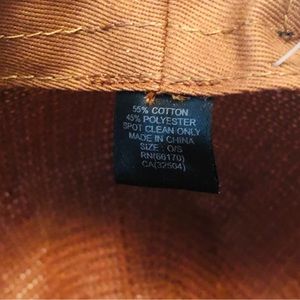 55% COTTON
45% POLYESTER
SPOT CLEAN ONLY
MADE IN CHINA
SIZE : O/S
RN(66170)
CA(32504)